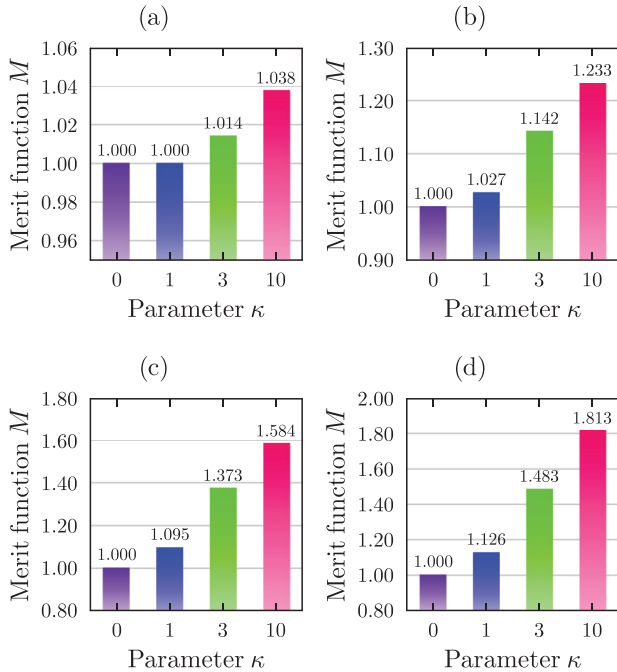 (a)
Merit function M
1.06
1.04
1.02
1.00
0.98
0.96
1.000
1.000
1.014
1.038
0 1 3 10
Parameter κ
(b)
Merit function M
1.30
1.20
1.10
1.00
0.90
1.000
1.027
1.142
1.233
0 1 3 10
Parameter κ
(c)
Merit function M
1.80
1.60
1.40
1.20
1.00
0.80
1.000
1.095
1.373
1.584
0 1 3 10
Parameter κ
(d)
Merit function M
2.00
1.80
1.60
1.40
1.20
1.00
0.80
1.000
1.126
1.483
1.813
0 1 3 10
Parameter κ